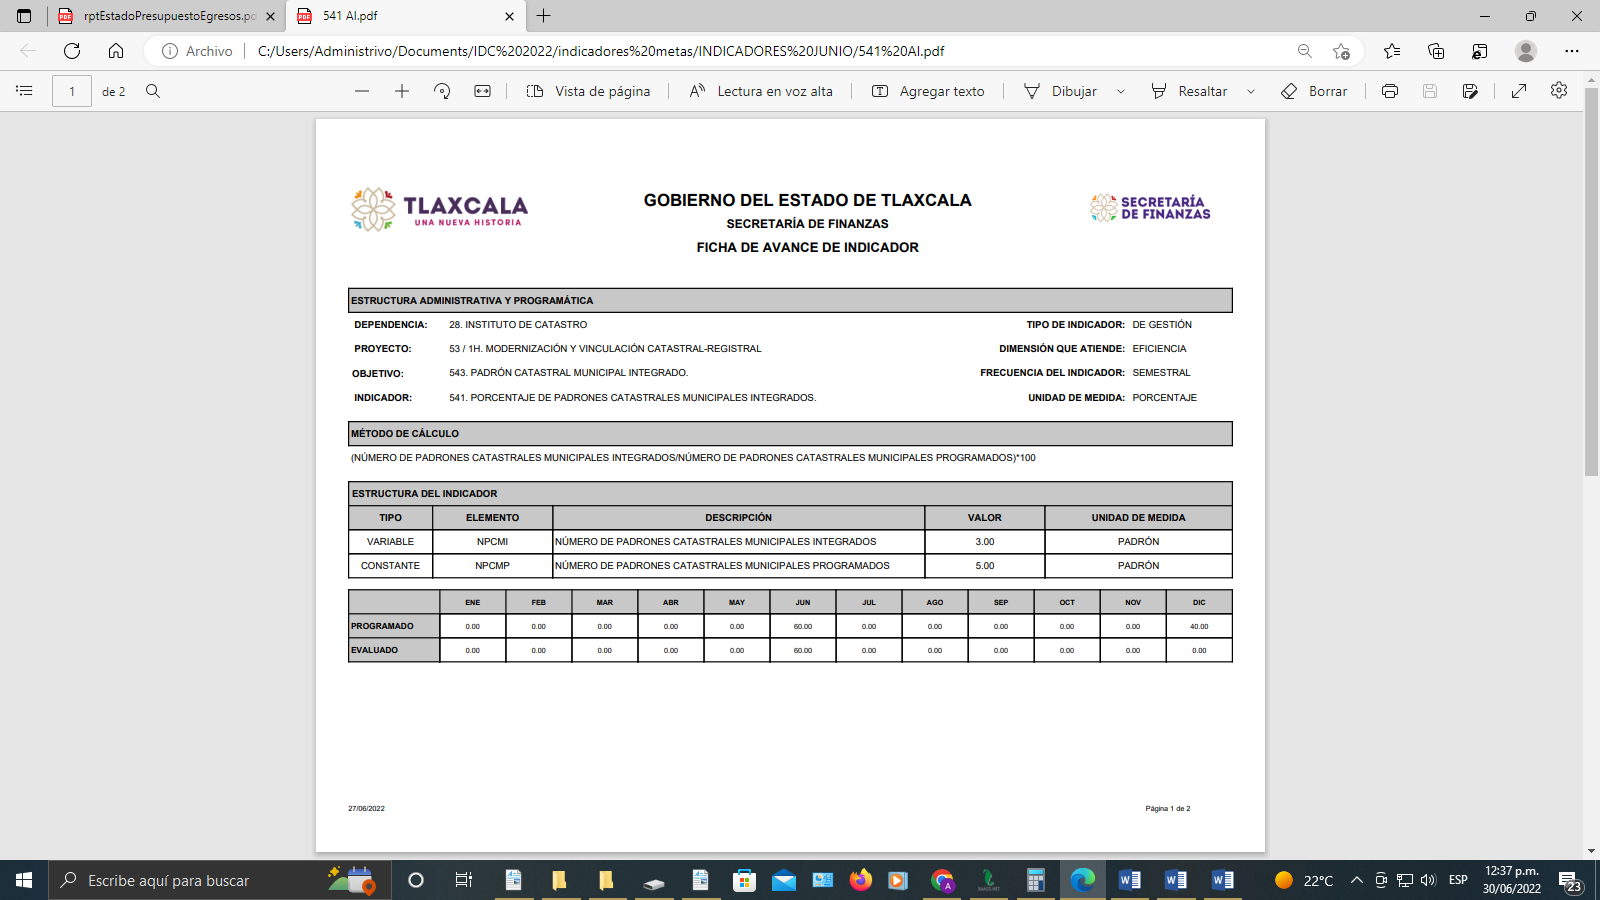 rptEstadoPresupuestoEgresos.pd
541 AI.pdf
Archivo
C:/Users/Administrivo/Documents/IDC%202022/indicadores%20metas/INDICADORES%20JUNIO/541%20AI.pdf
1 de 2
Vista de página
Lectura en voz alta
Agregar texto
Dibujar
Resaltar
Borrar
TLAXCALA
UNA NUEVA HISTORIA
GOBIERNO DEL ESTADO DE TLAXCALA
SECRETARÍA DE FINANZAS
FICHA DE AVANCE DE INDICADOR
SECRETARÍA
DE FINANZAS
ESTRUCTURA ADMINISTRATIVA Y PROGRAMÁTICA
DEPENDENCIA: 28. INSTITUTO DE CATASTRO TIPO DE INDICADOR: DE GESTIÓN
PROYECTO: 53 / 1H. MODERNIZACIÓN Y VINCULACIÓN CATASTRAL-REGISTRAL DIMENSIÓN QUE ATIENDE: EFICIENCIA
OBJETIVO: 543. PADRÓN CATASTRAL MUNICIPAL INTEGRADO. FRECUENCIA DEL INDICADOR: SEMESTRAL
INDICADOR: 541. PORCENTAJE DE PADRONES CATASTRALES MUNICIPALES INTEGRADOS. UNIDAD DE MEDIDA: PORCENTAJE
MÉTODO DE CÁLCULO
(NÚMERO DE PADRONES CATASTRALES MUNICIPALES INTEGRADOS/NÚMERO DE PADRONES CATASTRALES MUNICIPALES PROGRAMADOS)*100
ESTRUCTURA DEL INDICADOR
TIPO ELEMENTO DESCRIPCIÓN VALOR UNIDAD DE MEDIDA
VARIABLE NPCMI NÚMERO DE PADRONES CATASTRALES MUNICIPALES INTEGRADOS 3.00 PADRÓN
CONSTANTE NPCMP NÚMERO DE PADRONES CATASTRALES MUNICIPALES PROGRAMADOS 5.00 PADRÓN
ENE FEB MAR ABR MAY JUN JUL AGO SEP OCT NOV DIC
PROGRAMADO 0.00 0.00 0.00 0.00 0.00 60.00 0.00 0.00 0.00 0.00 0.00 40.00
EVALUADO 0.00 0.00 0.00 0.00 0.00 60.00 0.00 0.00 0.00 0.00 0.00 0.00
27/06/2022 Página 1 de 2
Escribe aquí para buscar
22°C
ESP
12:37 p.m.
30/06/2022
23